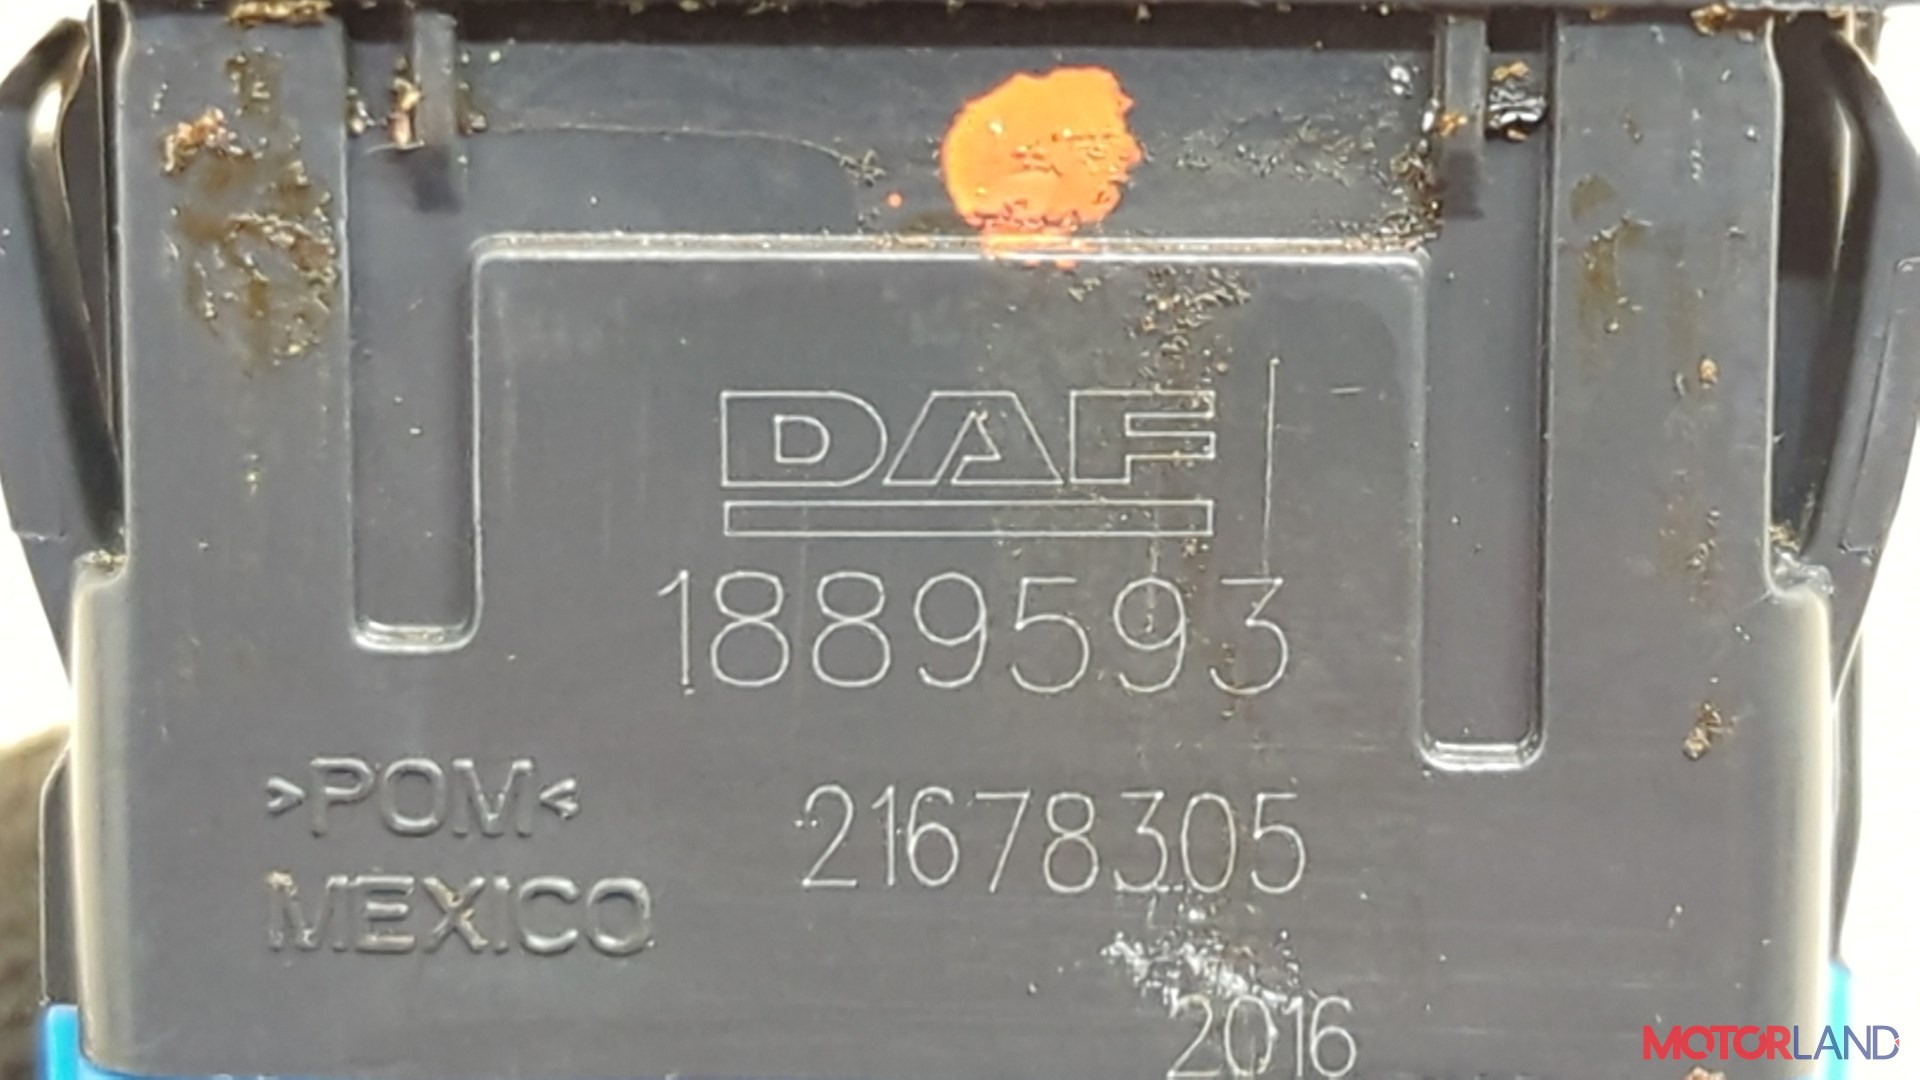 DAF
1889593
>POM<
21678305
MEXICO
2016
MOTORLAND